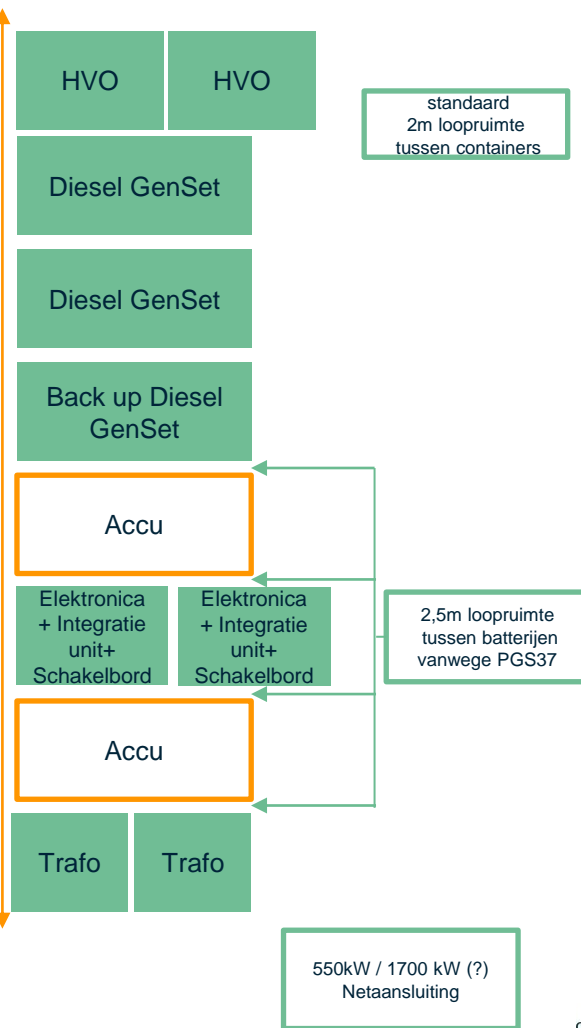 HVO
HVO
standaard
2m loopruimte
tussen containers
Diesel GenSet
Diesel GenSet
Back up Diesel
GenSet
Accu
Elektronica
+ Integratie
unit+
Schakelbord
Elektronica
+ Integratie
unit+
Schakelbord
2,5m loopruimte
tussen batterijen
vanwege PGS37
Accu
Trafo
Trafo
550kW / 1700 kW (?)
Netaansluiting